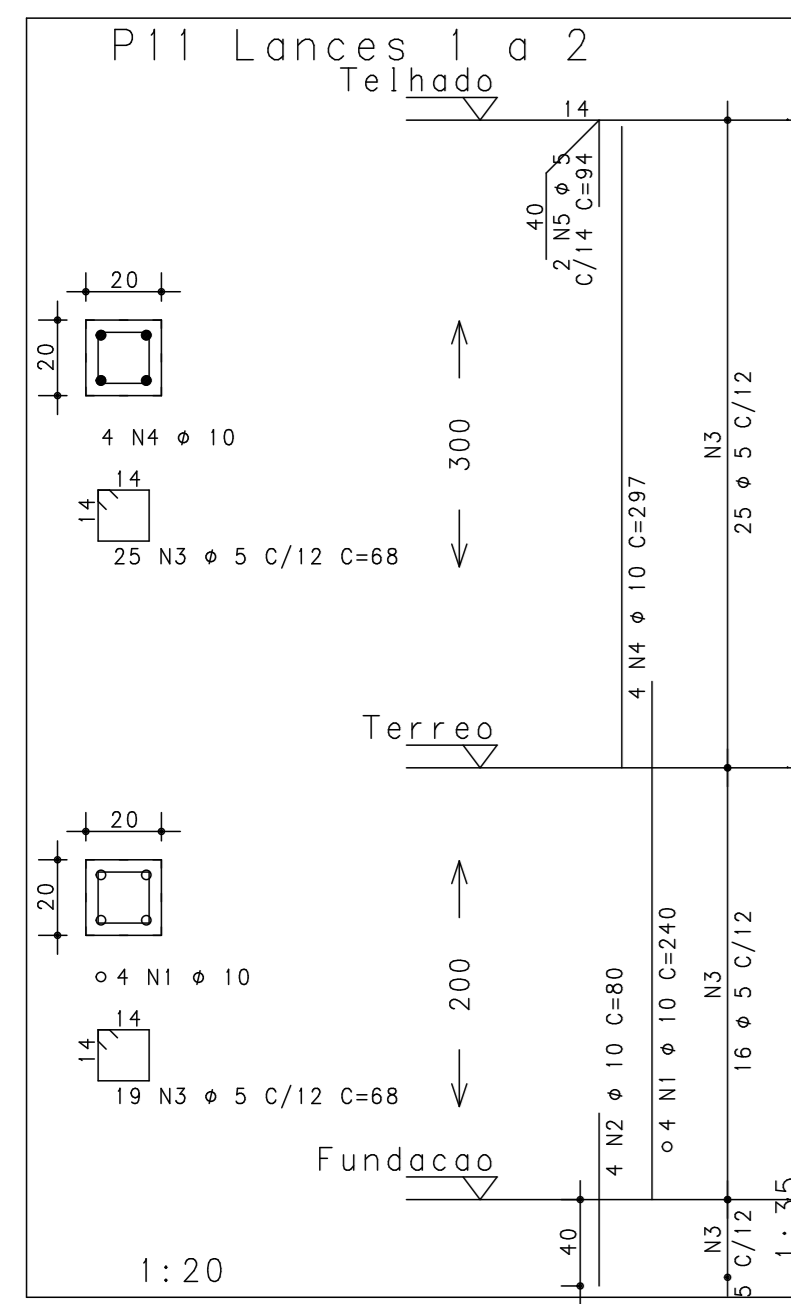 P11 Lances 1 a 2
Telhado
14
40
2 N5 φ 5
C/14 C=94
20
20
4 N4 φ 10
14
14
25 N3 φ 5 C/12 C=68
300
4 N4 φ 10 C=297
N3
25 φ 5 C/12
Terreo
20
20
4 N1 φ 10
14
14
19 N3 φ 5 C/12 C=68
200
4 N2 φ 10 C=80
4 N1 φ 10 C=240
N3
16 φ 5 C/12
Fundacao
40
N3
5 C/12
1:35
1:20